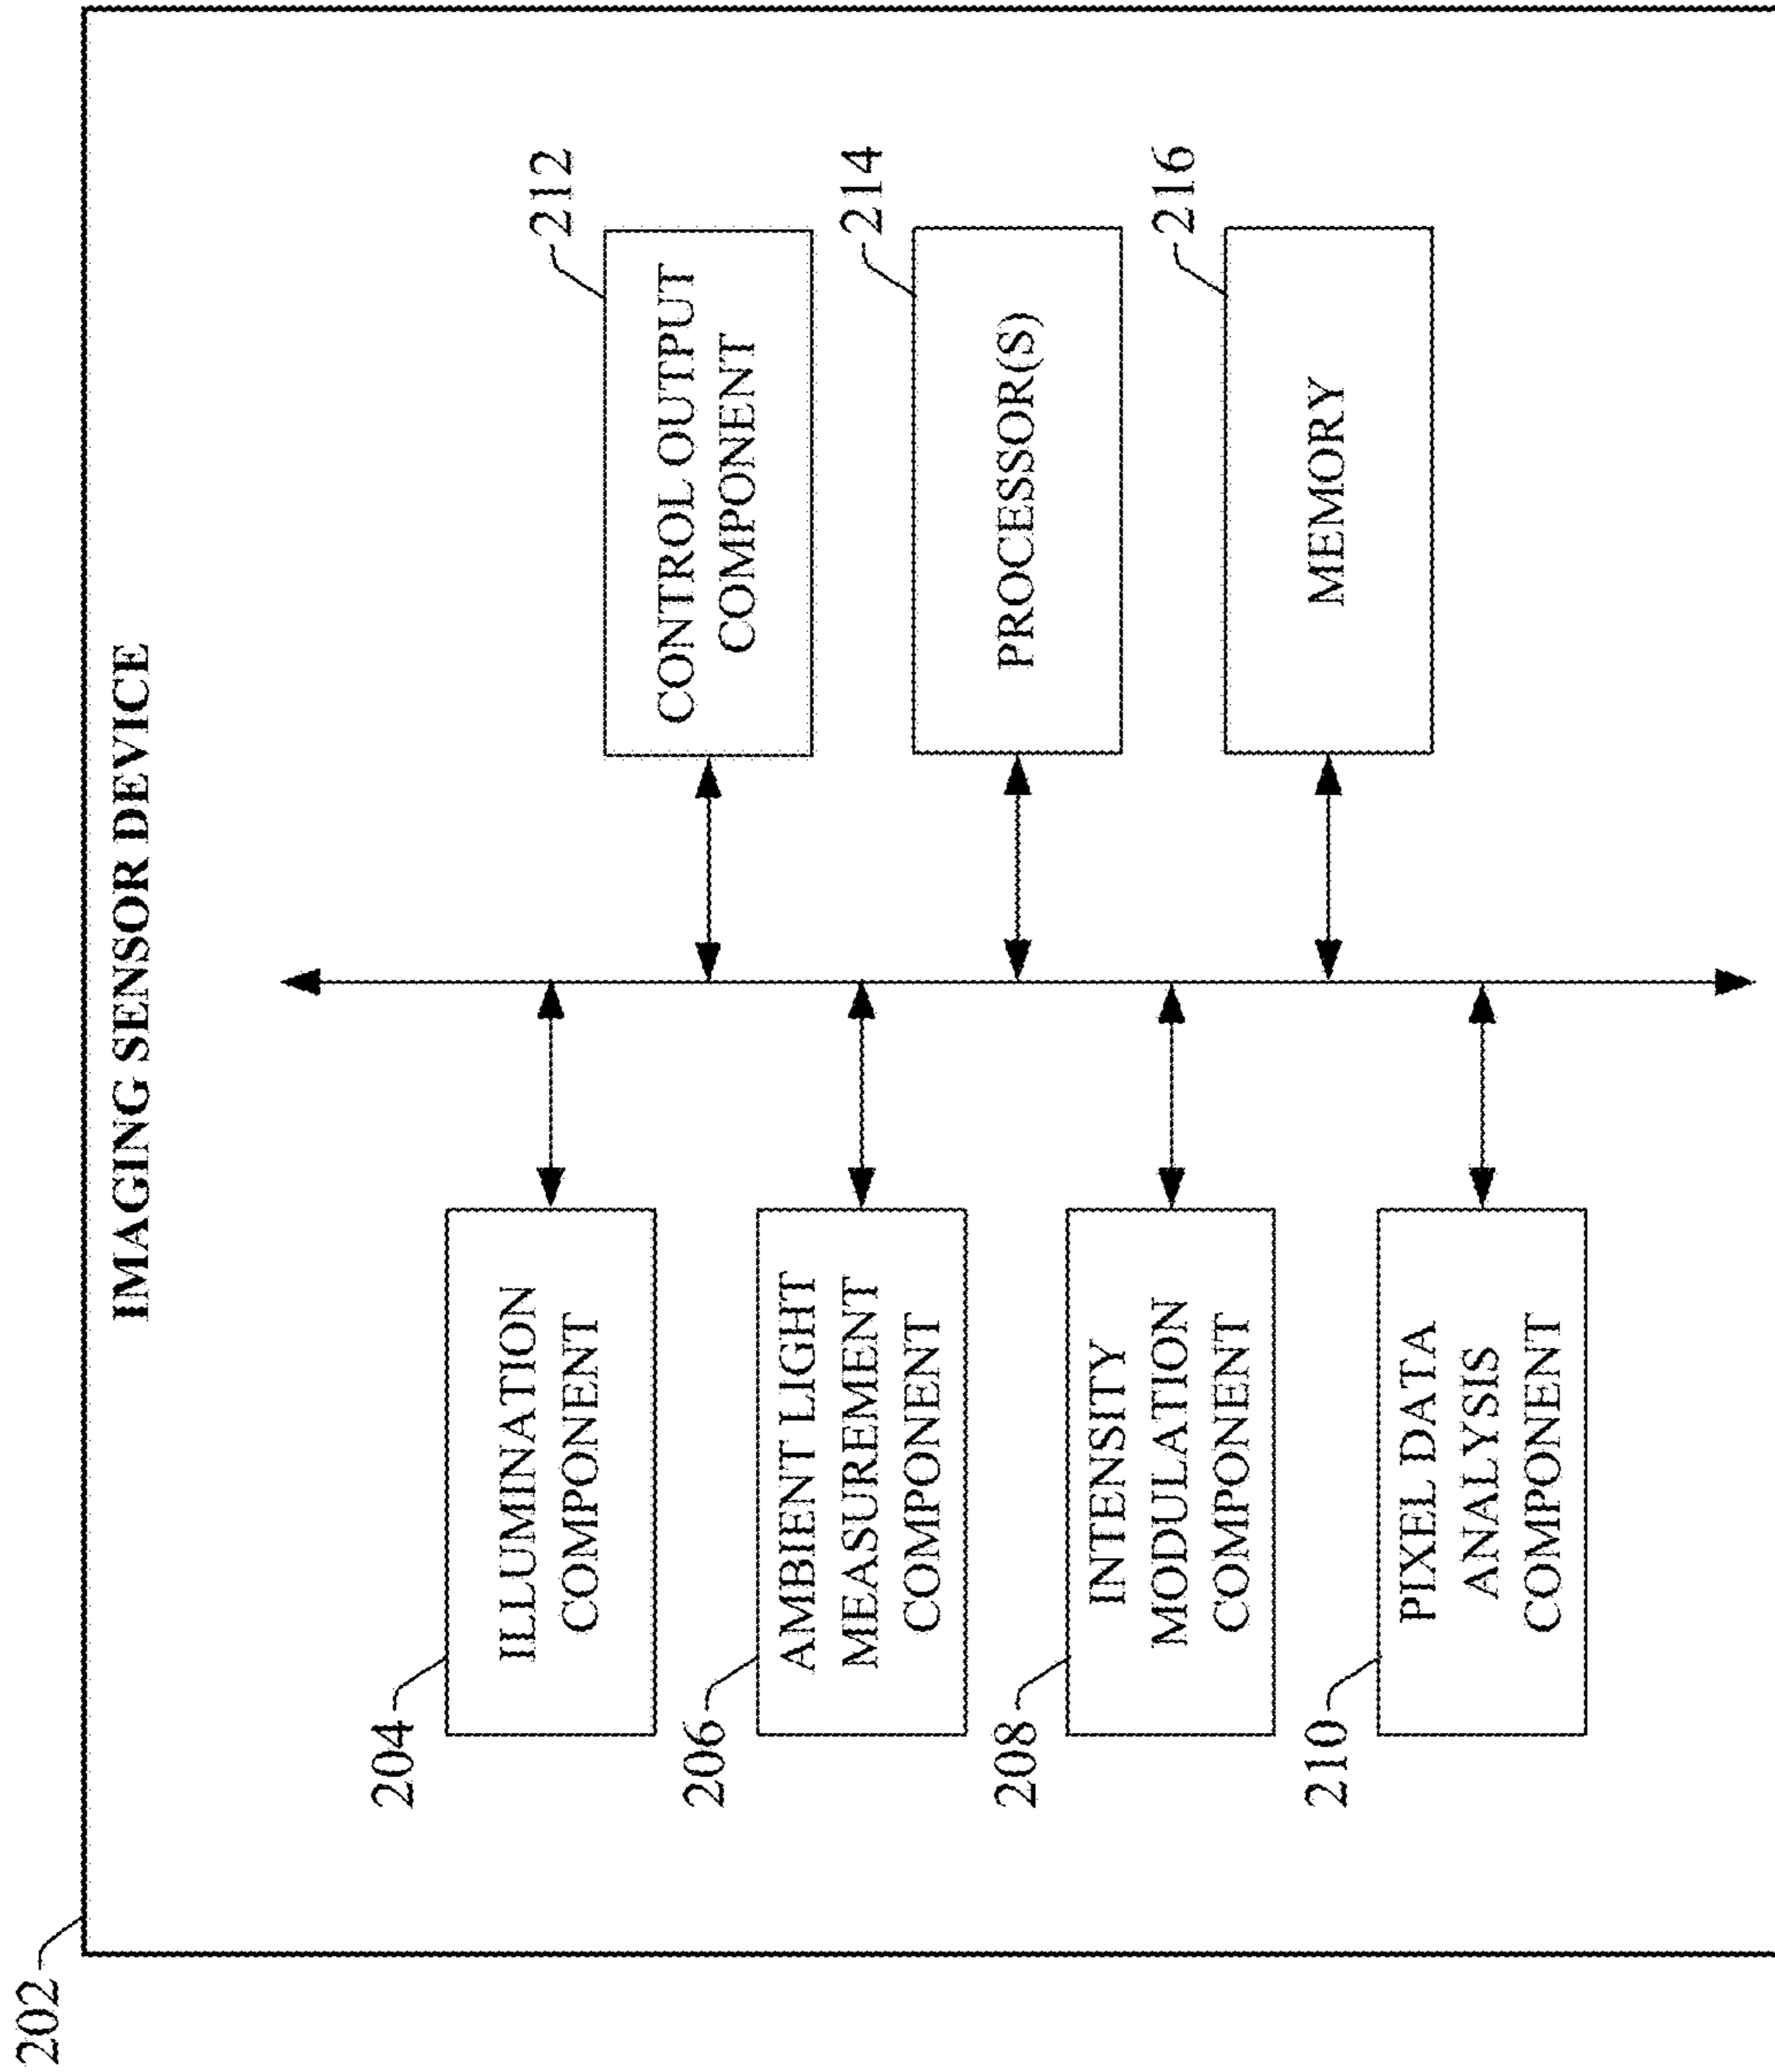 202
IMAGING SENSOR DEVICE
204
ILLUMINATION
COMPONENT
206
AMBIENT LIGHT
MEASUREMENT
COMPONENT
208
INTENSITY
MODULATION
COMPONENT
210
PIXEL DATA
ANALYSIS
COMPONENT
212
CONTROL OUTPUT
COMPONENT
214
PROCESSOR(S)
216
MEMORY